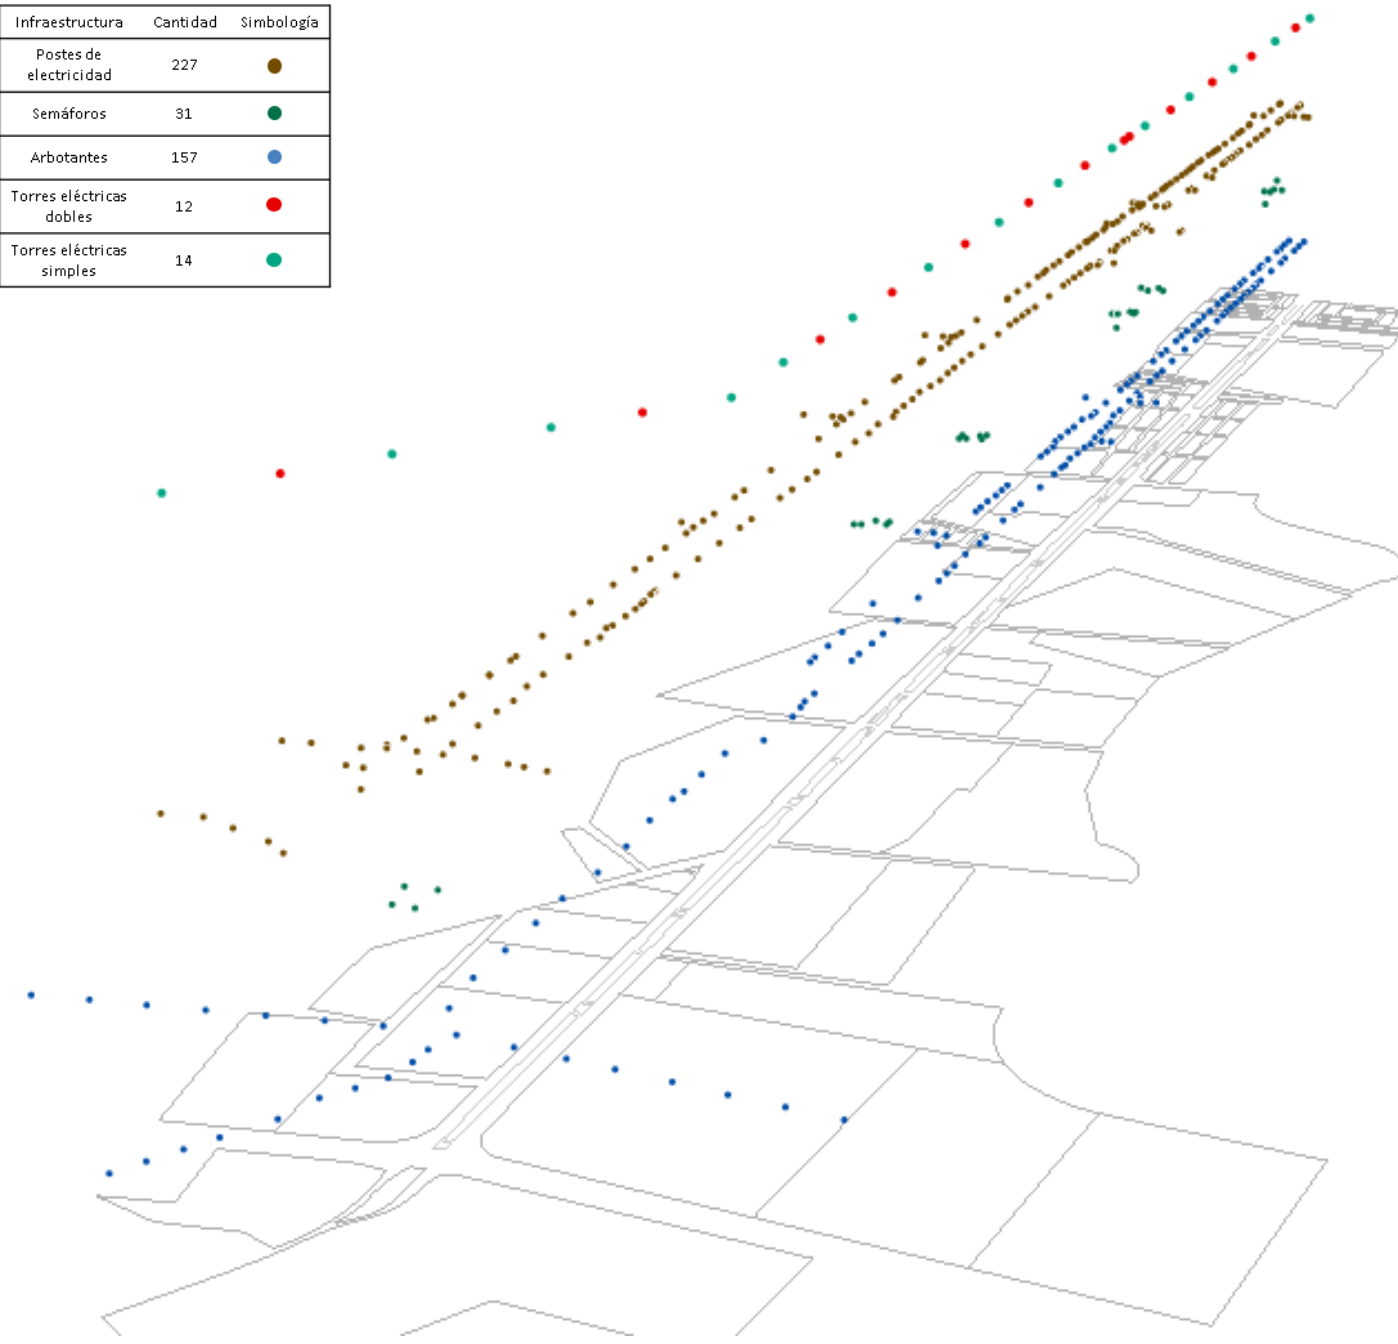 Infraestructura Cantidad Simbología
Postes de
electricidad
227
Semáforos 31
Arbotantes 157
Torres eléctricas
dobles
12
Torres eléctricas
simples
14